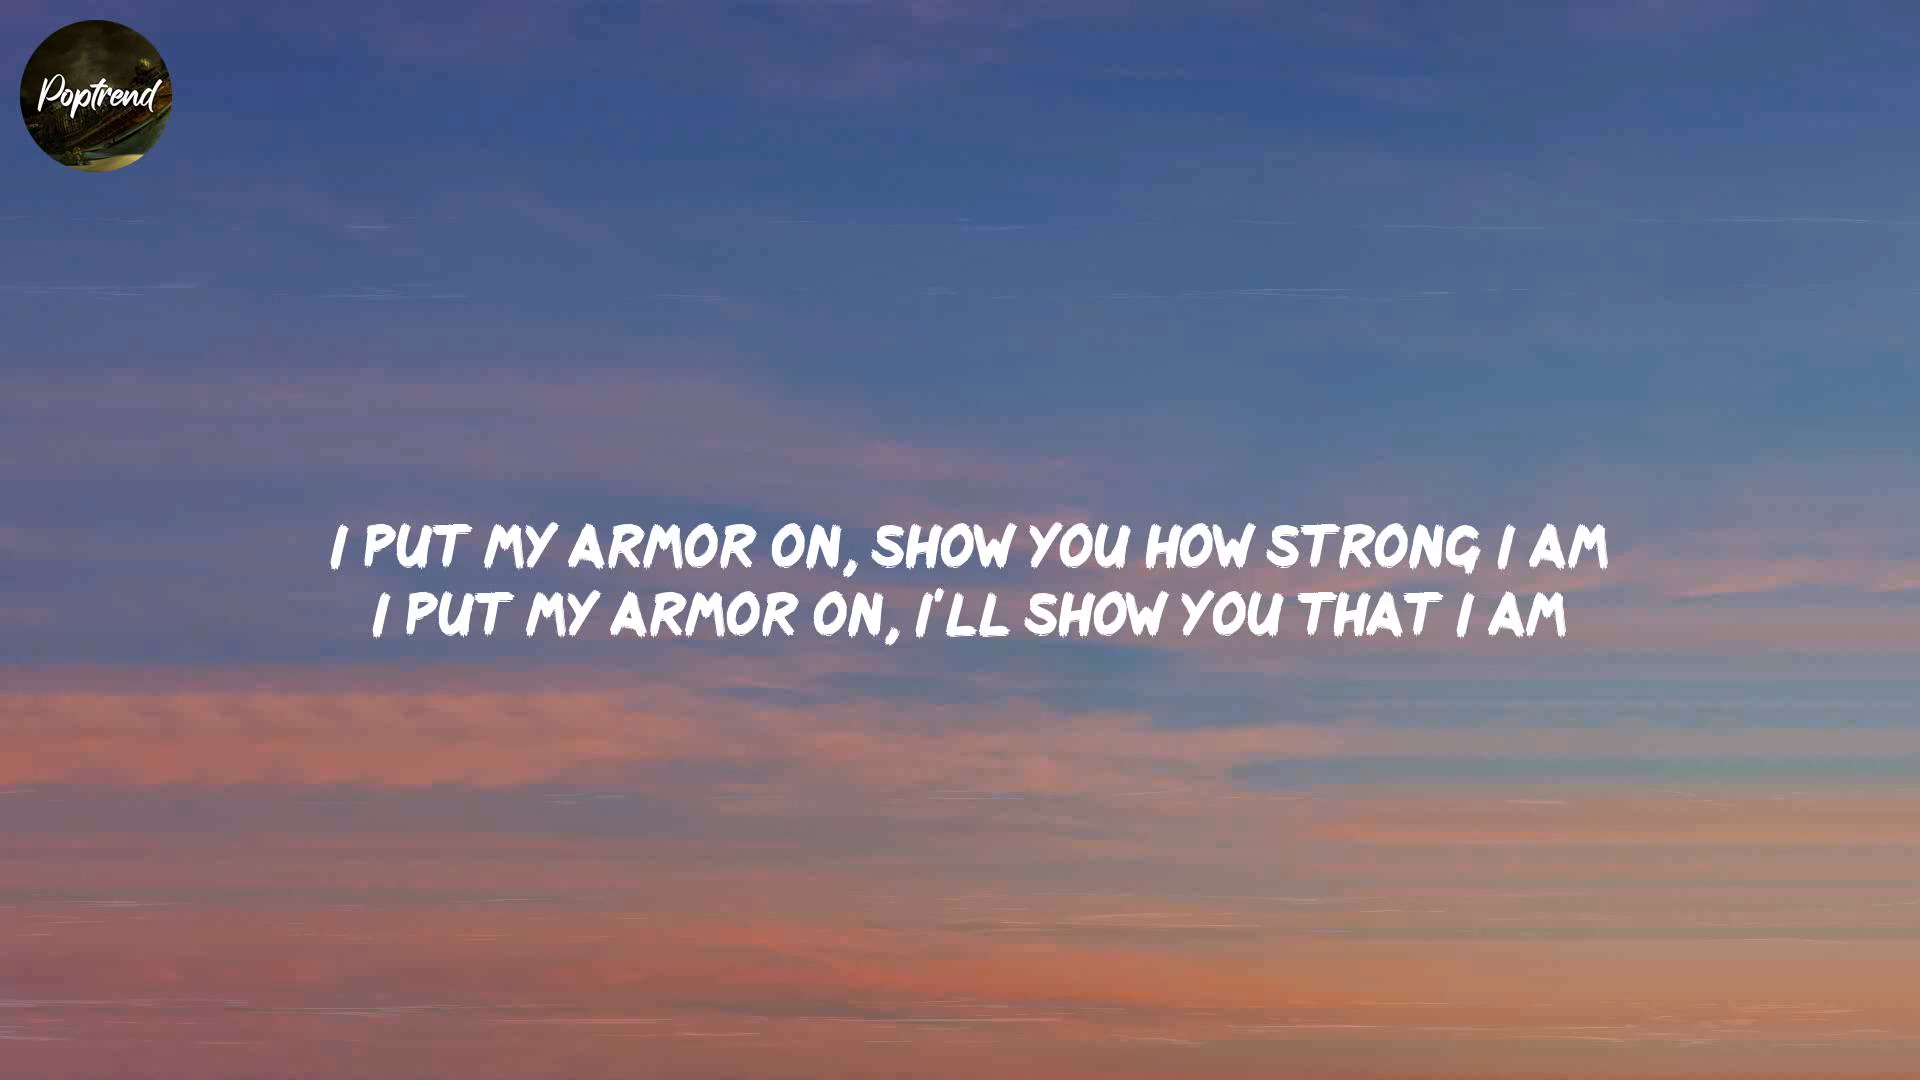 Poptrend
I PUT MY ARMOR ON, SHOW YOU HOW STRONG I AM
I PUT MY ARMOR ON, I'LL SHOW YOU THAT I AM